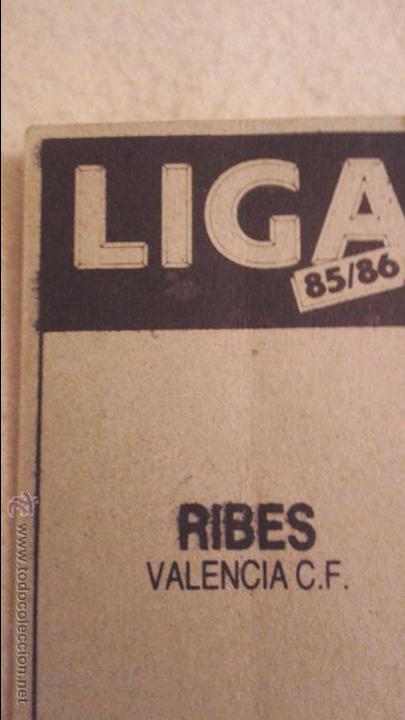 LIGA
85/86
RIBES
VALENCIA C.F.
www.todocoleccion.net